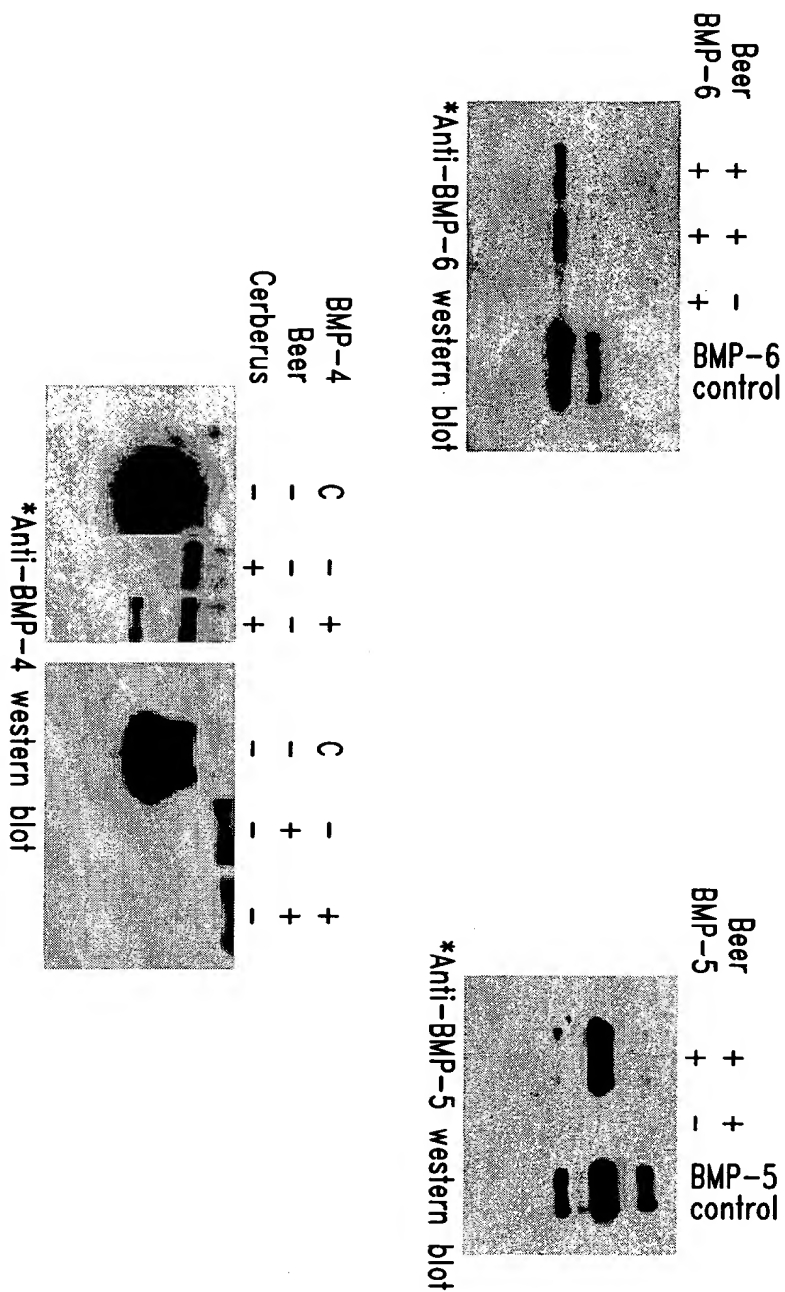 Beer + + − BMP-6
BMP-6 + + + control
*Anti-BMP-6 western blot
Beer + + BMP-5
BMP-5 + − control
*Anti-BMP-5 western blot
BMP-4 C − + C − +
Beer − − − − + +
Cerberus − + + − − −
*Anti-BMP-4 western blot